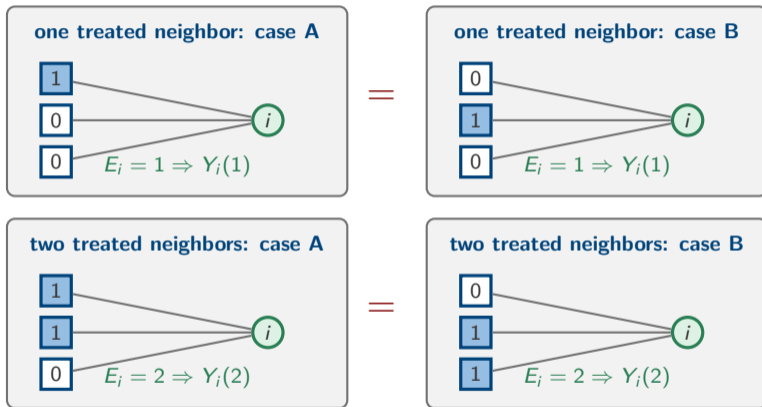 one treated neighbor: case A
1
0
0
i
E_i = 1 ⇒ Y_i(1)
=
one treated neighbor: case B
0
1
0
i
E_i = 1 ⇒ Y_i(1)
two treated neighbors: case A
1
1
0
i
E_i = 2 ⇒ Y_i(2)
=
two treated neighbors: case B
0
1
1
i
E_i = 2 ⇒ Y_i(2)